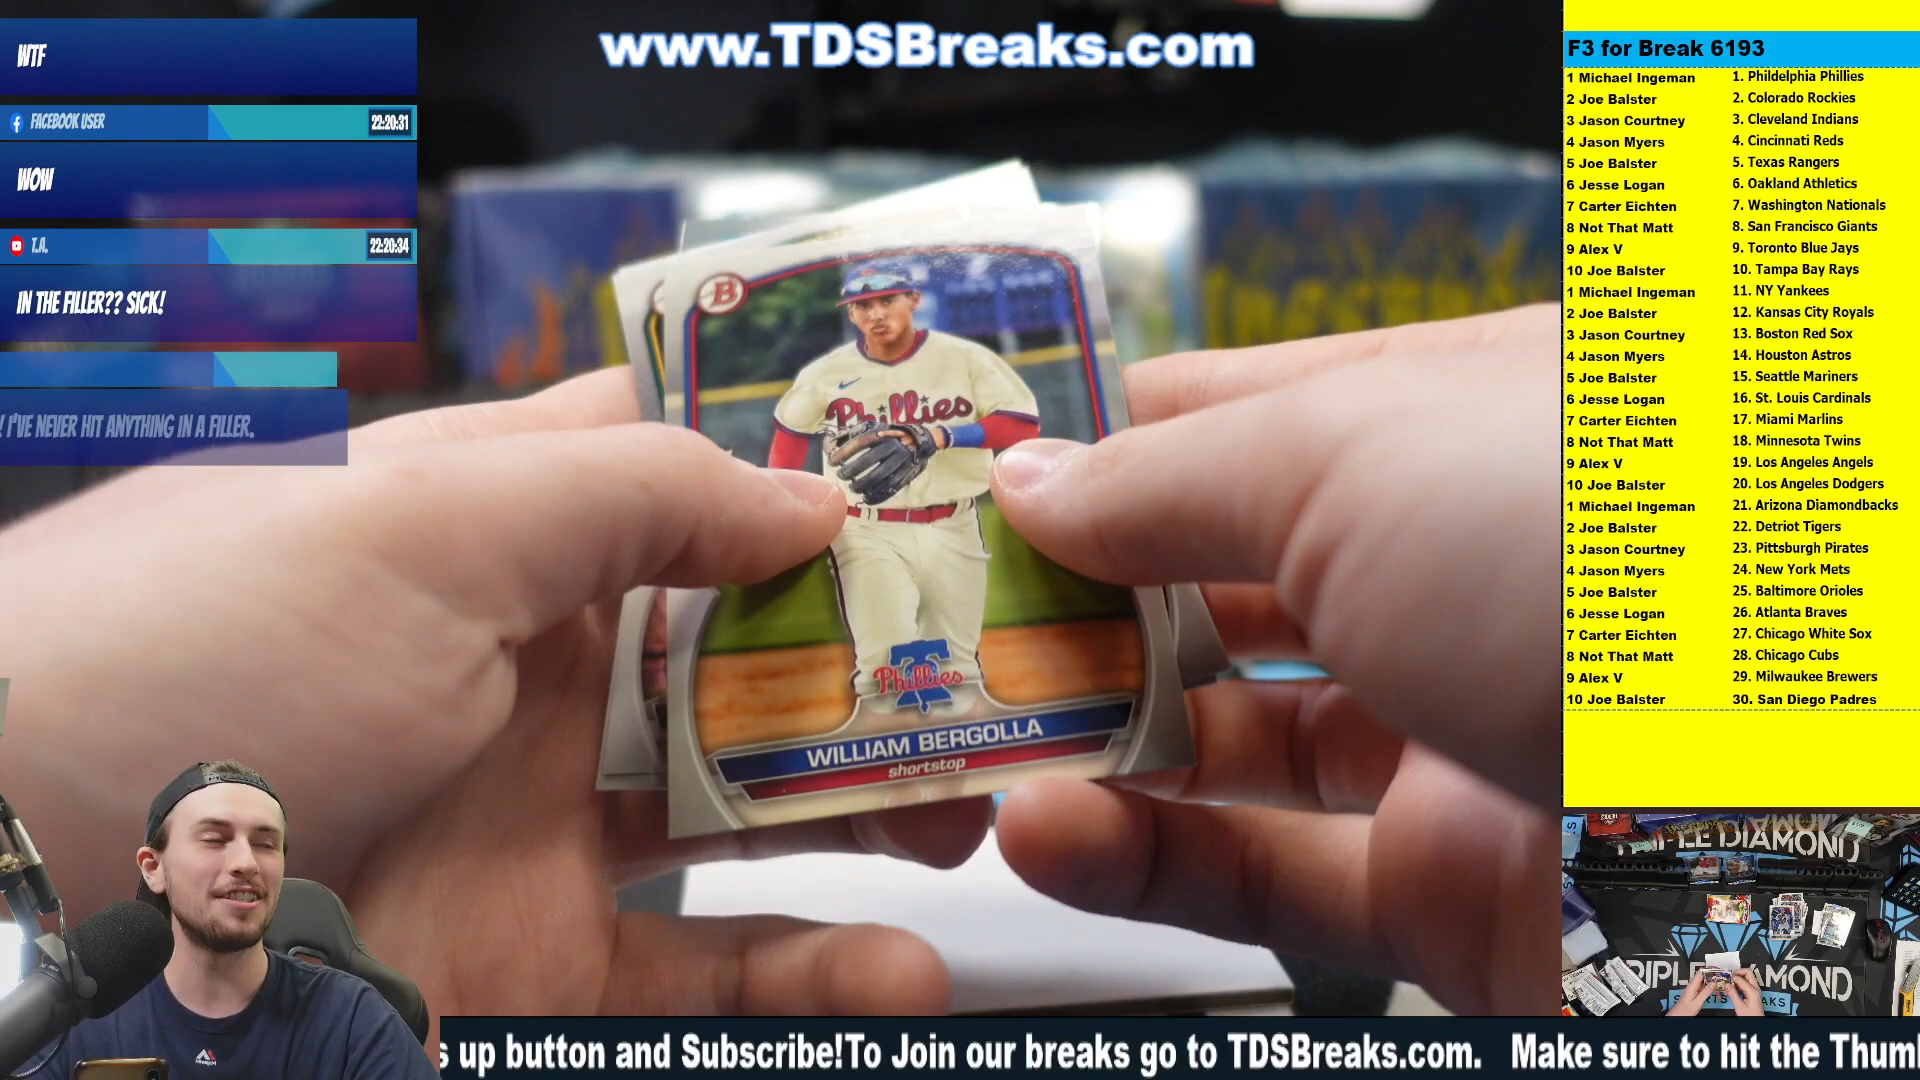 WTF
FACEBOOK USER
22:20:31
WOW
T.A.
22:20:34
IN THE FILLER?? SICK!
! I'VE NEVER HIT ANYTHING IN A FILLER.
www.TDSBreaks.com
B
Phillies
Phillies
WILLIAM BERGOLLA
shortstop
F3 for Break 6193
1 Michael Ingeman 1. Phildelphia Phillies
2 Joe Balster 2. Colorado Rockies
3 Jason Courtney 3. Cleveland Indians
4 Jason Myers 4. Cincinnati Reds
5 Joe Balster 5. Texas Rangers
6 Jesse Logan 6. Oakland Athletics
7 Carter Eichten 7. Washington Nationals
8 Not That Matt 8. San Francisco Giants
9 Alex V 9. Toronto Blue Jays
10 Joe Balster 10. Tampa Bay Rays
1 Michael Ingeman 11. NY Yankees
2 Joe Balster 12. Kansas City Royals
3 Jason Courtney 13. Boston Red Sox
4 Jason Myers 14. Houston Astros
5 Joe Balster 15. Seattle Mariners
6 Jesse Logan 16. St. Louis Cardinals
7 Carter Eichten 17. Miami Marlins
8 Not That Matt 18. Minnesota Twins
9 Alex V 19. Los Angeles Angels
10 Joe Balster 20. Los Angeles Dodgers
1 Michael Ingeman 21. Arizona Diamondbacks
2 Joe Balster 22. Detriot Tigers
3 Jason Courtney 23. Pittsburgh Pirates
4 Jason Myers 24. New York Mets
5 Joe Balster 25. Baltimore Orioles
6 Jesse Logan 26. Atlanta Braves
7 Carter Eichten 27. Chicago White Sox
8 Not That Matt 28. Chicago Cubs
9 Alex V 29. Milwaukee Brewers
10 Joe Balster 30. San Diego Padres
TRIPLE DIAMOND
TRIPLE DIAMOND
s up button and Subscribe!To Join our breaks go to TDSBreaks.com. Make sure to hit the Thum